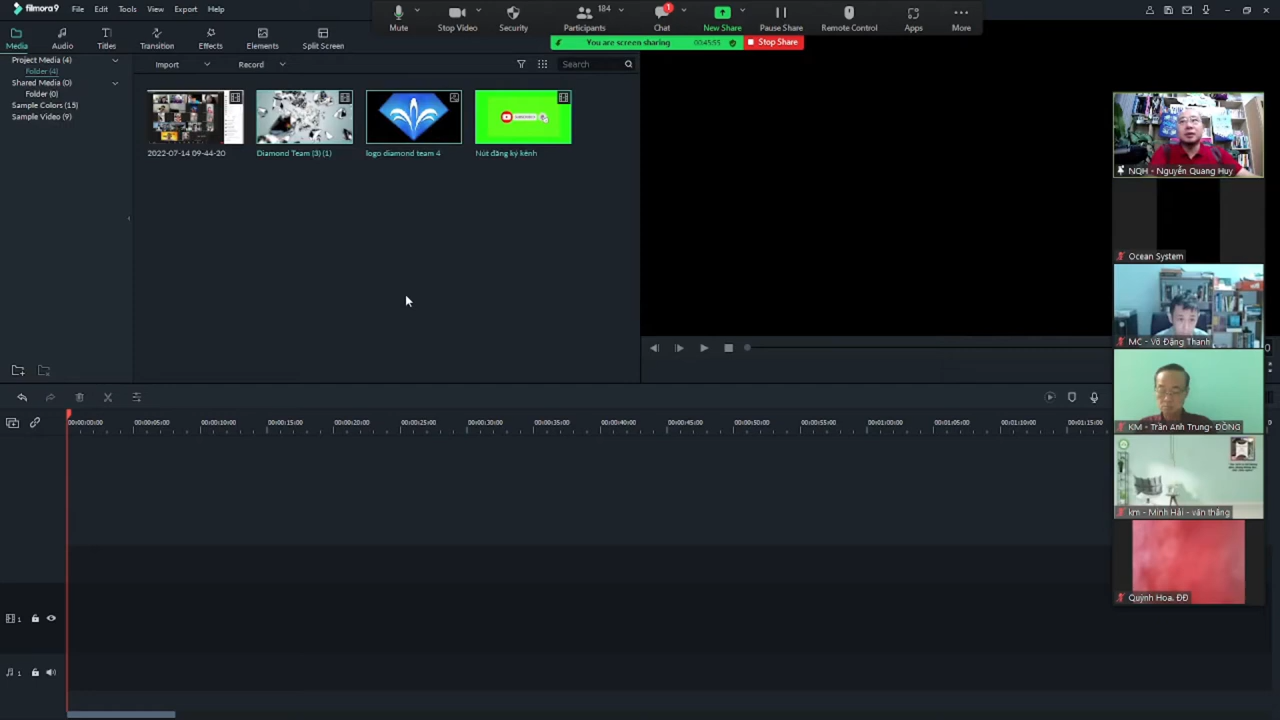 filmora9 File Edit Tools View Export Help
Mute Stop Video Security Participants 184 Chat 1 New Share Pause Share Remote Control Apps More
You are screen sharing 00:45:55 Stop Share
Media Audio Titles Transition Effects Elements Split Screen
Project Media (4)
Folder (4)
Shared Media (0)
Folder (0)
Sample Colors (15)
Sample Video (9)
Import Record Search
2022-07-14 09-44-20 Diamond Team (3) (1) logo diamond team 4 Nút đăng ký kênh
NQH - Nguyễn Quang Huy
Ocean System
MC - Võ Đặng Thanh
KM - Trần Anh Trung- ĐÔNG
km - Minh Hải - văn thắng
Quỳnh Hoa. ĐĐ
00:00:00:00 00:00:05:00 00:00:10:00 00:00:15:00 00:00:20:00 00:00:25:00 00:00:30:00 00:00:35:00 00:00:40:00 00:00:45:00 00:00:50:00 00:00:55:00 00:01:00:00 00:01:05:00 00:01:10:00 00:01:15:00
1
1